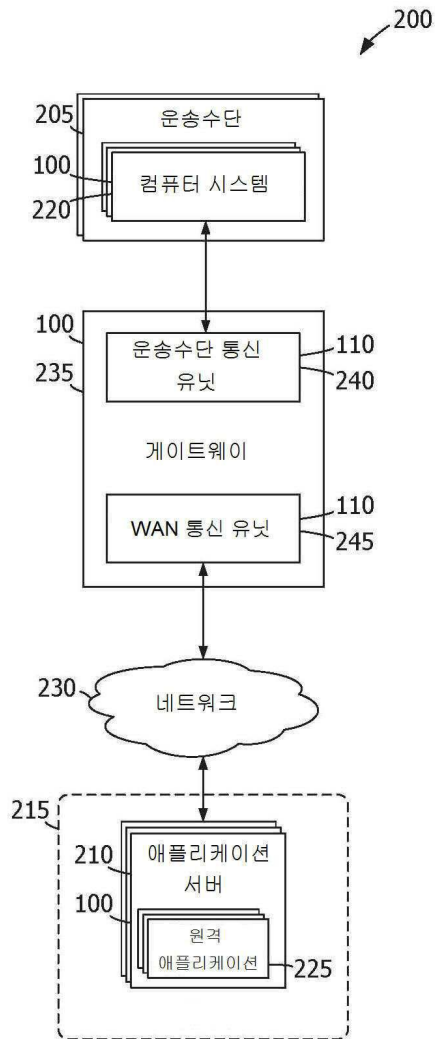 200
205
운송수단
100
220
컴퓨터 시스템
100
235
운송수단 통신
유닛
110
240
게이트웨이
WAN 통신 유닛
110
245
230
네트워크
215
210
애플리케이션
서버
100
원격
애플리케이션
225